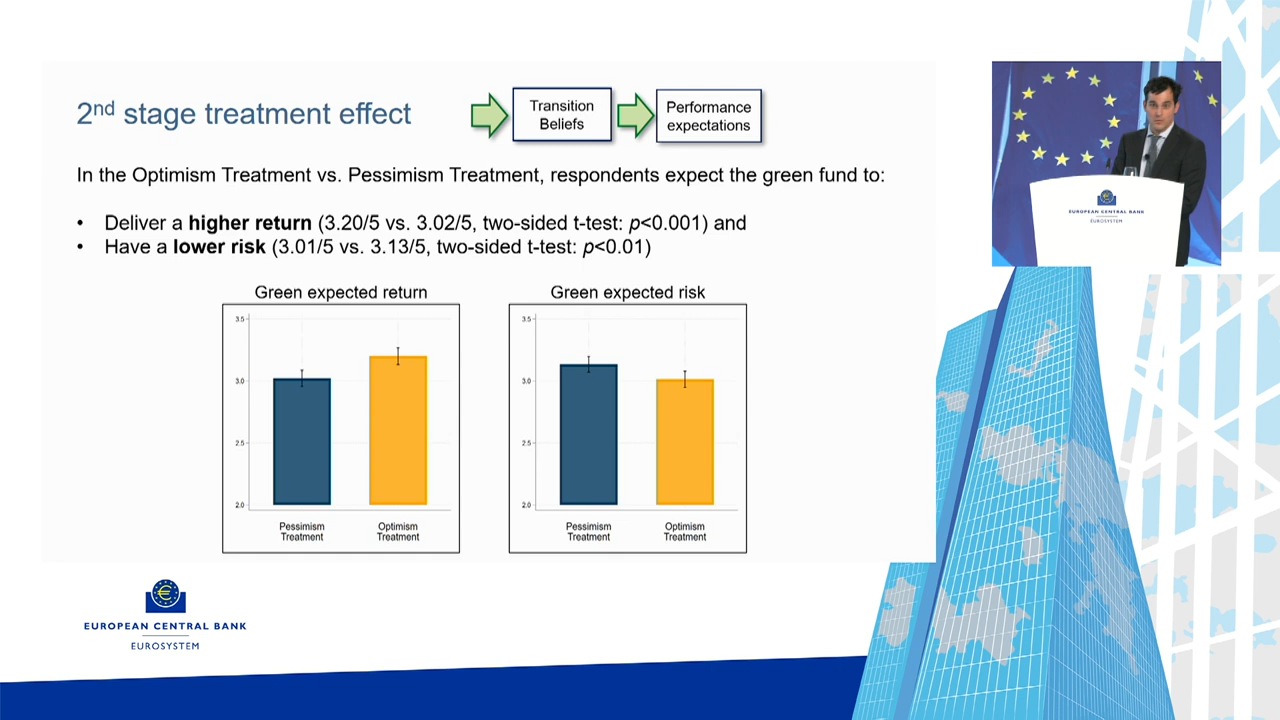 2nd stage treatment effect
Transition
Beliefs
Performance
expectations
In the Optimism Treatment vs. Pessimism Treatment, respondents expect the green fund to:
• Deliver a higher return (3.20/5 vs. 3.02/5, two-sided t-test: p<0.001) and
• Have a lower risk (3.01/5 vs. 3.13/5, two-sided t-test: p<0.01)
Green expected return
3.5
3.0
2.5
2.0
Pessimism
Treatment
Optimism
Treatment
Green expected risk
3.5
3.0
2.5
2.0
Pessimism
Treatment
Optimism
Treatment
EUROPEAN CENTRAL BANK
EUROSYSTEM
EUROPEAN CENTRAL BANK
EUROSYSTEM